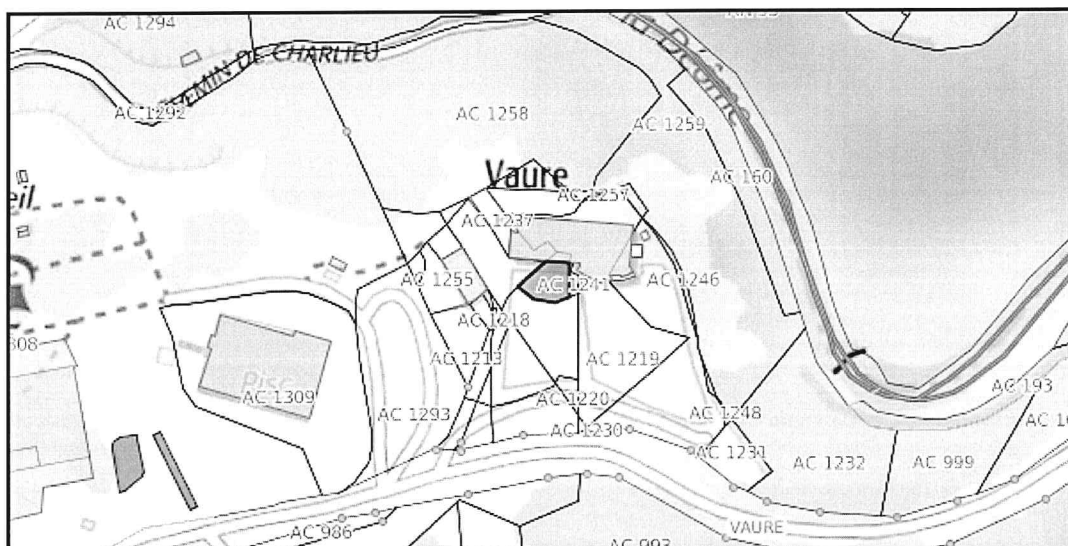 AC 1294
CHEMIN DE CHARLIEU
AC 1292
AC 1258
AC 1259
AC 160
Vaure
AC 1257
AC 1237
AC 1255
AC 1241
AC 1246
AC 1218
AC 1213
AC 1219
AC 1309
AC 1293
AC 1220
AC 1230
AC 1248
AC 1231
AC 1232
AC 999
AC 193
AC 986
VAURE
AC 993